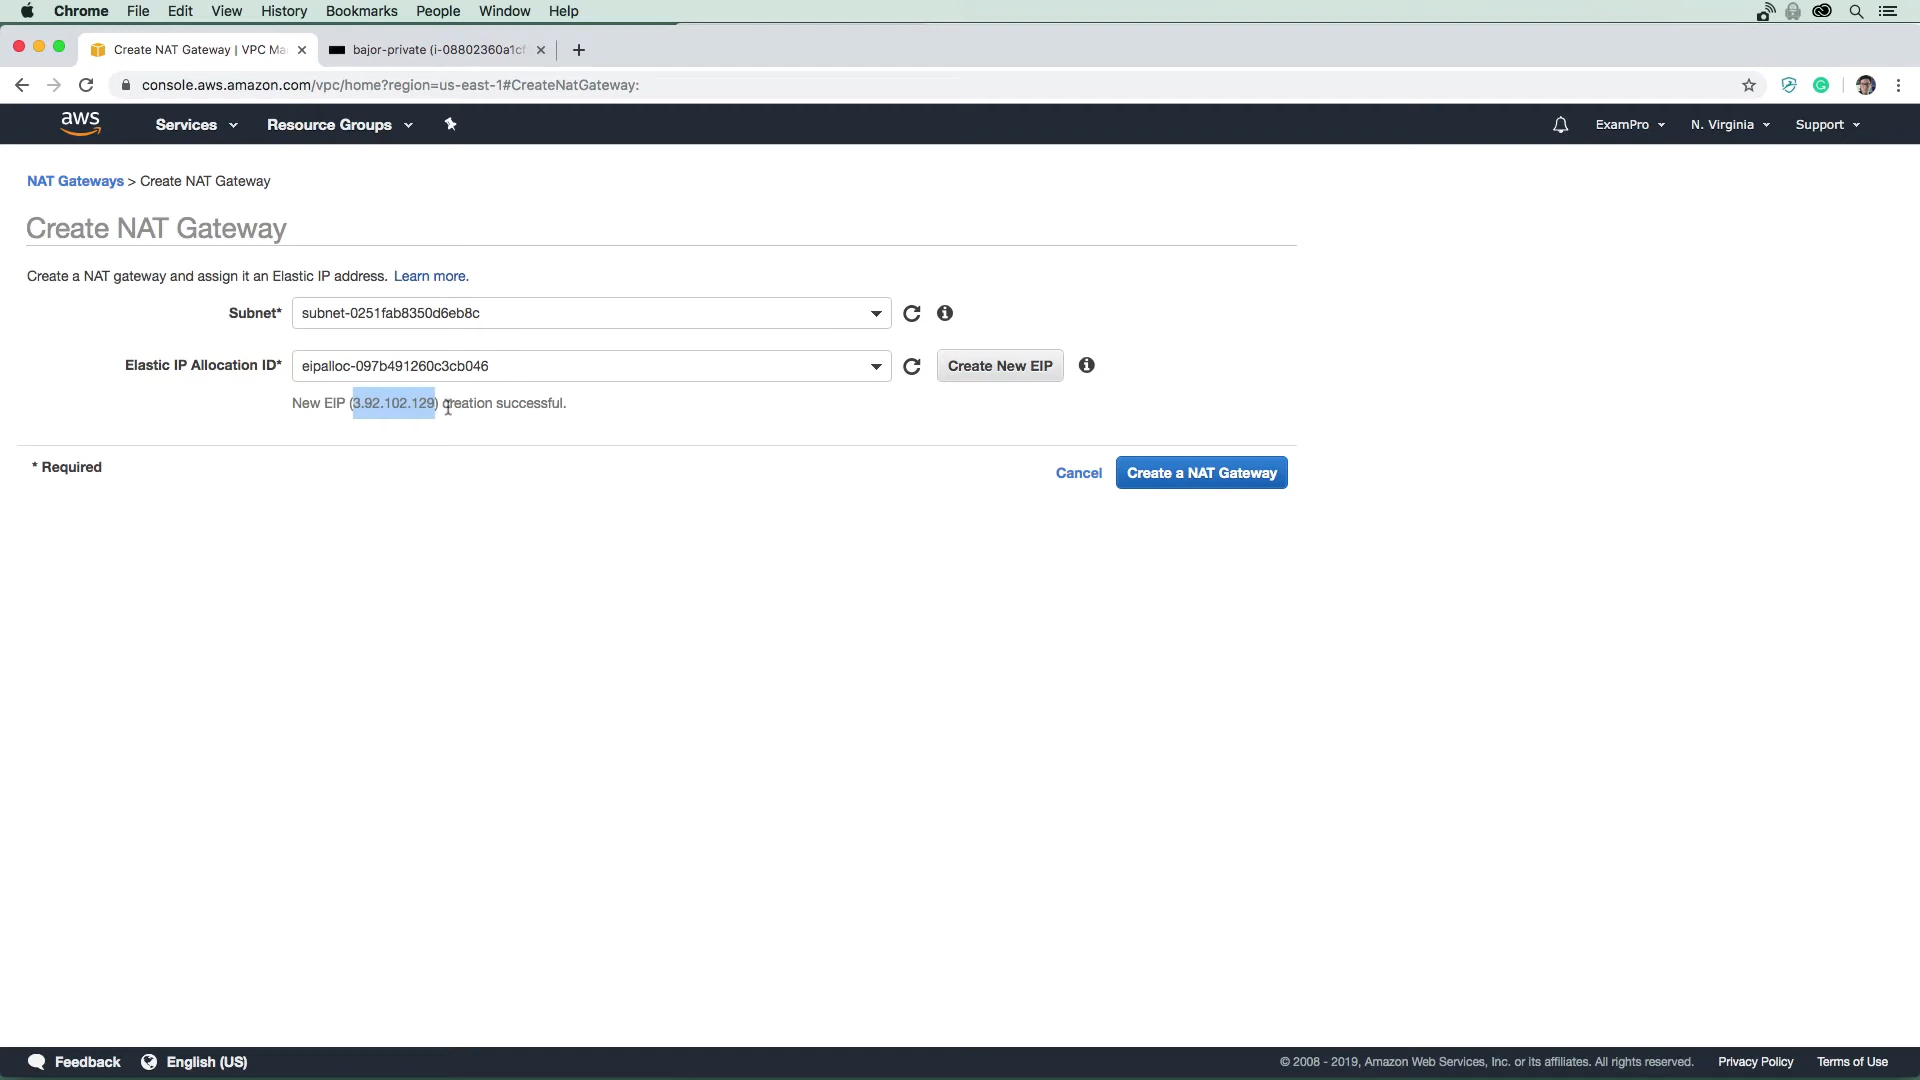 Chrome File Edit View History Bookmarks People Window Help
Create NAT Gateway | VPC Ma
bajor-private (i-08802360a1cf
console.aws.amazon.com/vpc/home?region=us-east-1#CreateNatGateway:
aws Services Resource Groups ExamPro N. Virginia Support
NAT Gateways > Create NAT Gateway
Create NAT Gateway
Create a NAT gateway and assign it an Elastic IP address. Learn more.
Subnet* subnet-0251fab8350d6eb8c
Elastic IP Allocation ID* eipalloc-097b491260c3cb046 Create New EIP
New EIP (3.92.102.129) creation successful.
* Required
Cancel Create a NAT Gateway
Feedback English (US) © 2008 - 2019, Amazon Web Services, Inc. or its affiliates. All rights reserved. Privacy Policy Terms of Use